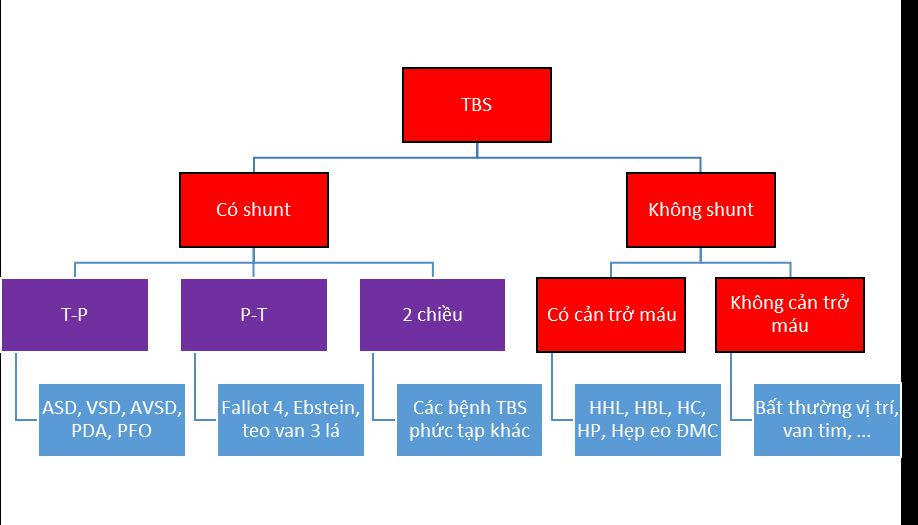 TBS
Có shunt
Không shunt
T-P
P-T
2 chiều
Có cản trở máu
Không cản trở
máu
ASD, VSD, AVSD,
PDA, PFO
Fallot 4, Ebstein,
teo van 3 lá
Các bệnh TBS
phức tạp khác
HHL, HBL, HC,
HP, Hẹp eo ĐMC
Bất thường vị trí,
van tim, ...